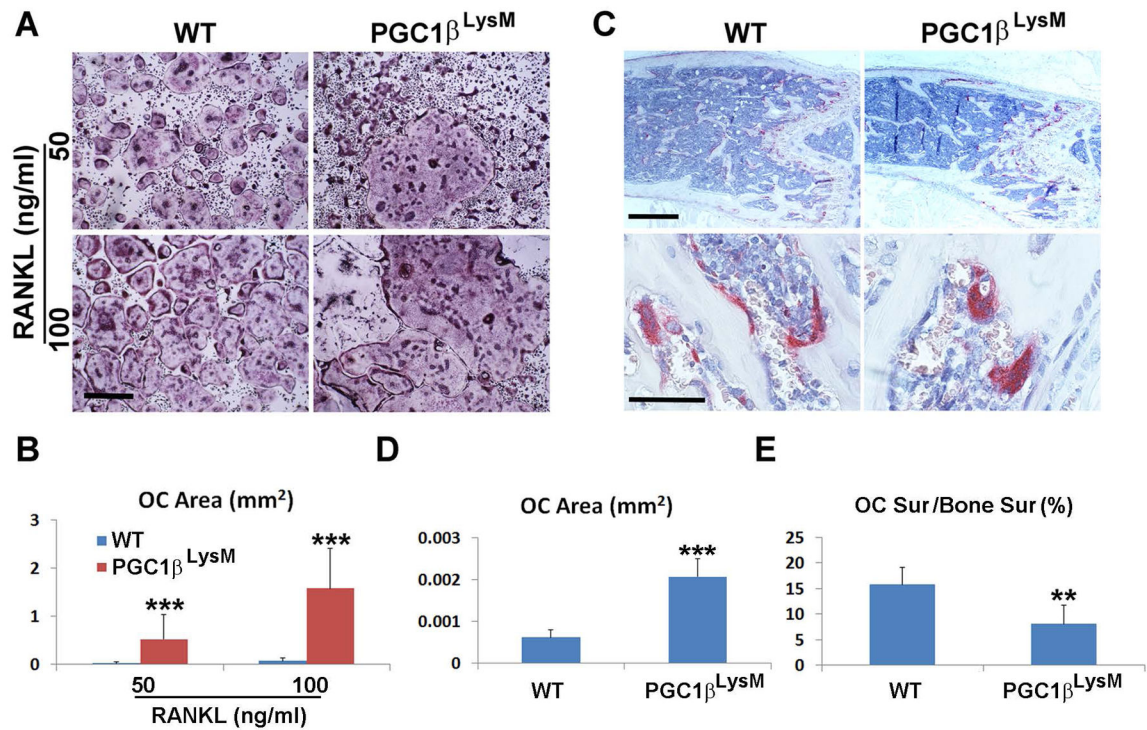 A
WT
PGC1β^LysM
RANKL (ng/ml)
50
100
C
WT
PGC1β^LysM
B
OC Area (mm²)
3
2
1
0
WT
PGC1β^LysM
***
***
50
100
RANKL (ng/ml)
D
OC Area (mm²)
0.003
0.002
0.001
0
***
WT
PGC1β^LysM
E
OC Sur/Bone Sur (%)
25
20
15
10
5
0
**
WT
PGC1β^LysM